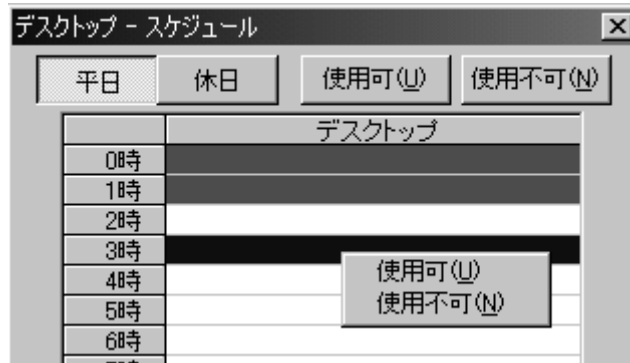 デスクトップ - スケジュール
平日 休日 使用可(U) 使用不可(N)
デスクトップ
0時
1時
2時
3時
4時
使用可(U)
5時
使用不可(N)
6時